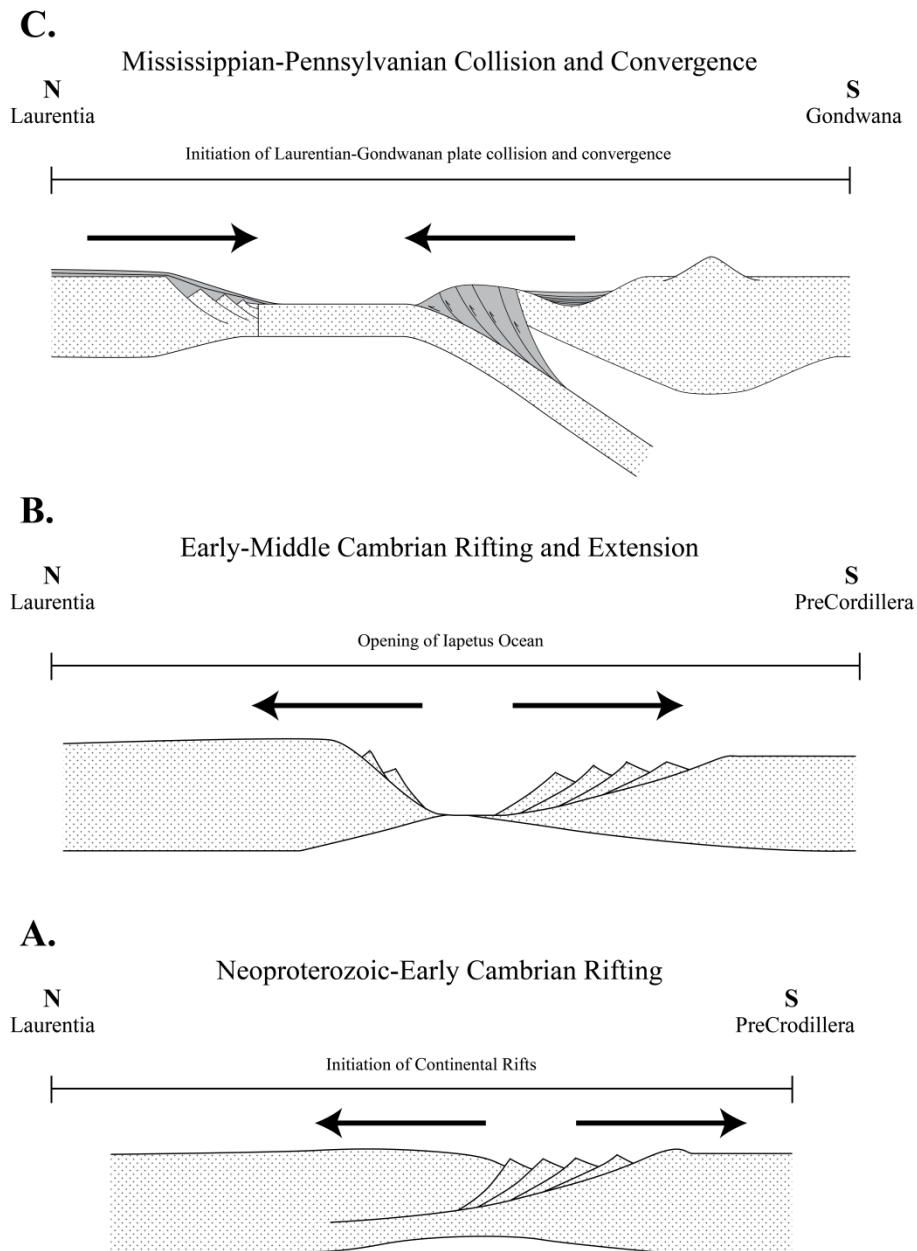 C.
Mississippian-Pennsylvanian Collision and Convergence
N
Laurentia
S
Gondwana
Initiation of Laurentian-Gondwanan plate collision and convergence
B.
Early-Middle Cambrian Rifting and Extension
N
Laurentia
S
PreCordillera
Opening of Iapetus Ocean
A.
Neoproterozoic-Early Cambrian Rifting
N
Laurentia
S
PreCrodillera
Initiation of Continental Rifts